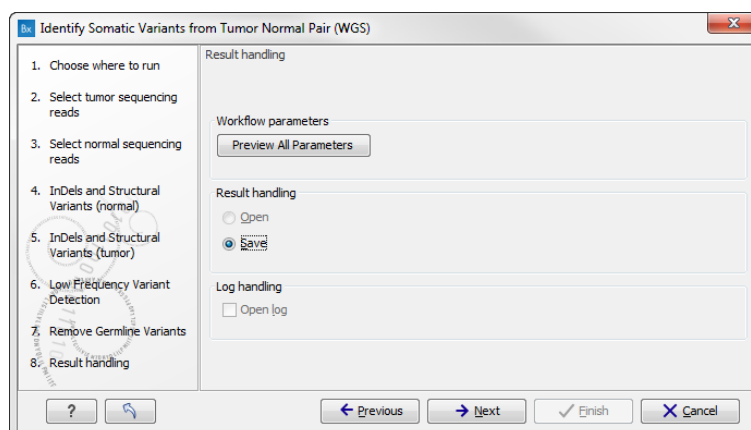 Bx Identify Somatic Variants from Tumor Normal Pair (WGS)
1. Choose where to run
2. Select tumor sequencing
reads
3. Select normal sequencing
reads
4. InDels and Structural
Variants (normal)
5. InDels and Structural
Variants (tumor)
6. Low Frequency Variant
Detection
7. Remove Germline Variants
8. Result handling
Result handling
Workflow parameters
Preview All Parameters
Result handling
Open
Save
Log handling
Open log
?
Previous
Next
Finish
Cancel